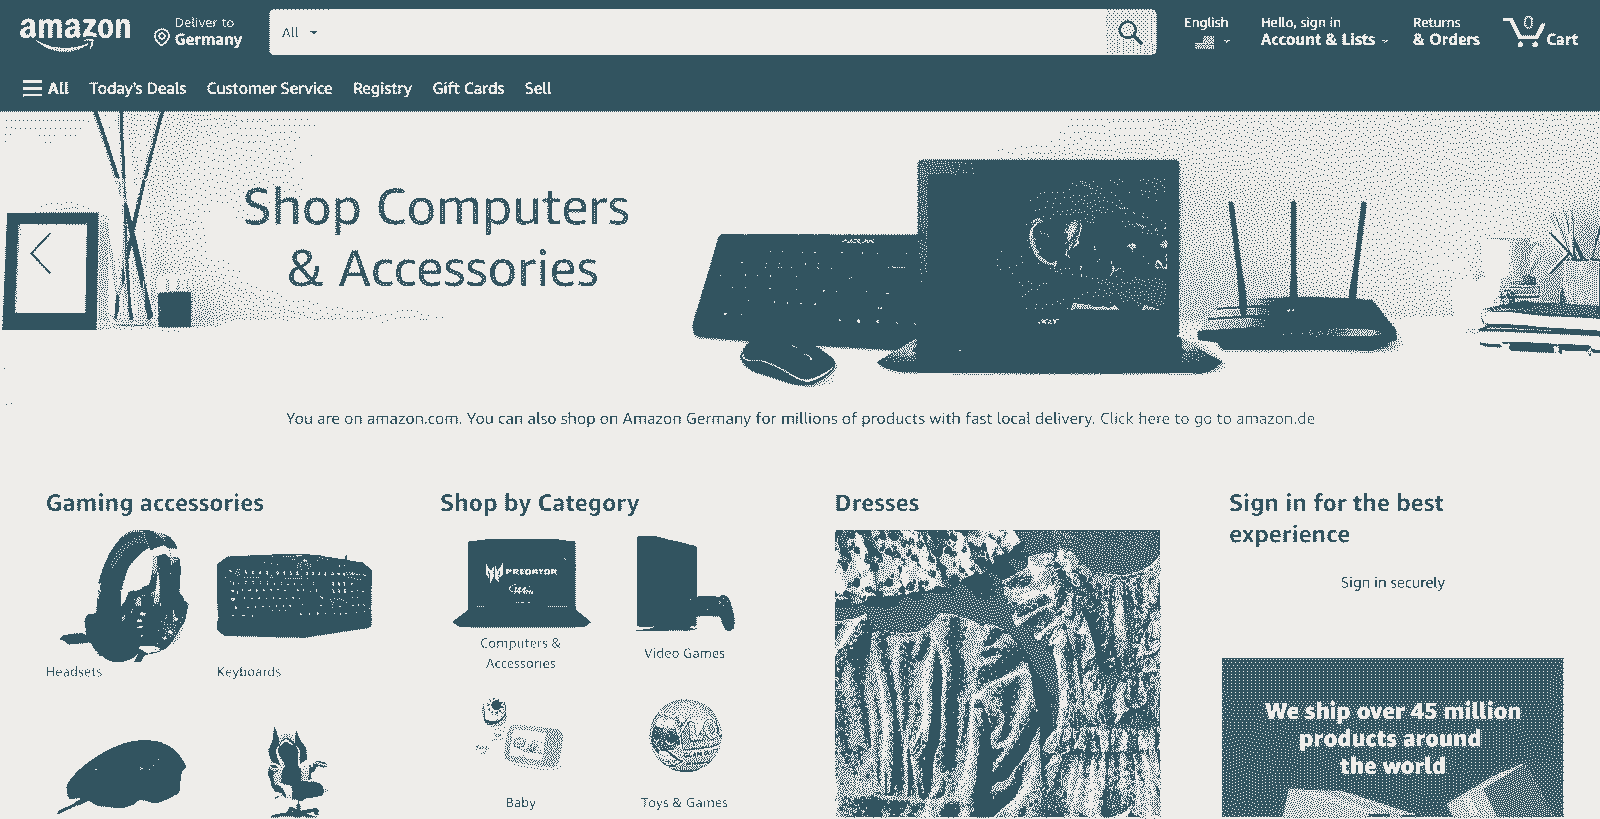 amazon
Deliver to
Germany
All
English
Hello, sign in
Account & Lists
Returns
& Orders
0
Cart
All
Today's Deals
Customer Service
Registry
Gift Cards
Sell
Shop Computers
& Accessories
acer
You are on amazon.com. You can also shop on Amazon Germany for millions of products with fast local delivery. Click here to go to amazon.de
Gaming accessories
Headsets
Keyboards
Shop by Category
PREDATOR
Computers &
Accessories
Video Games
Baby
Toys & Games
Dresses
Sign in for the best
experience
Sign in securely
We ship over 45 million
products around
the world